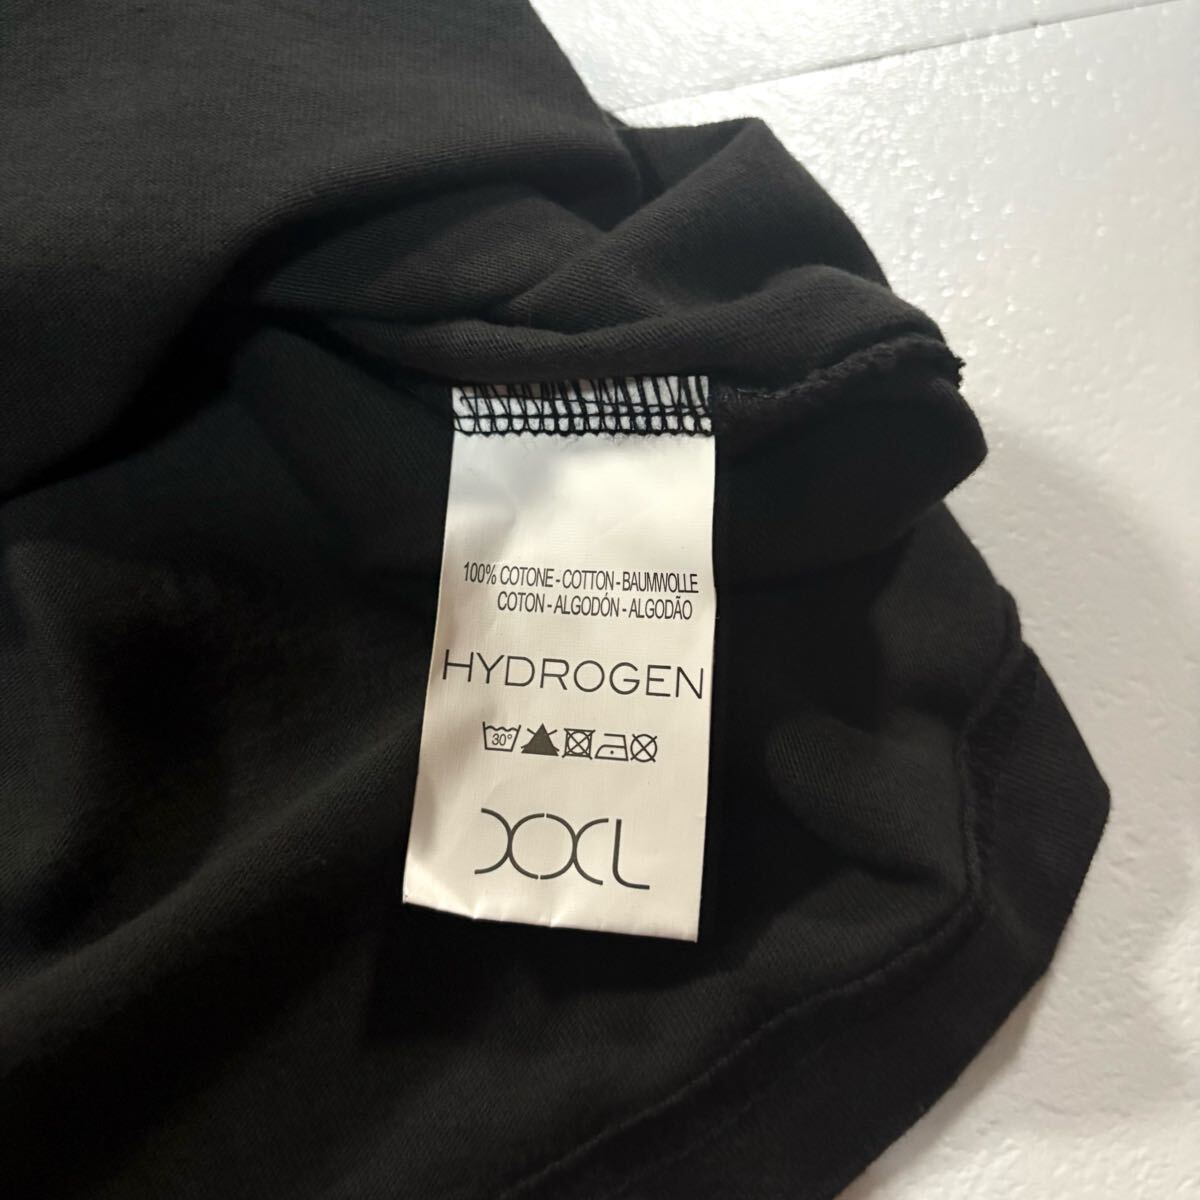 100% COTONE - COTTON - BAUMWOLLE
COTON - ALGODÓN - ALGODÃO
HYDROGEN
30°
XXL